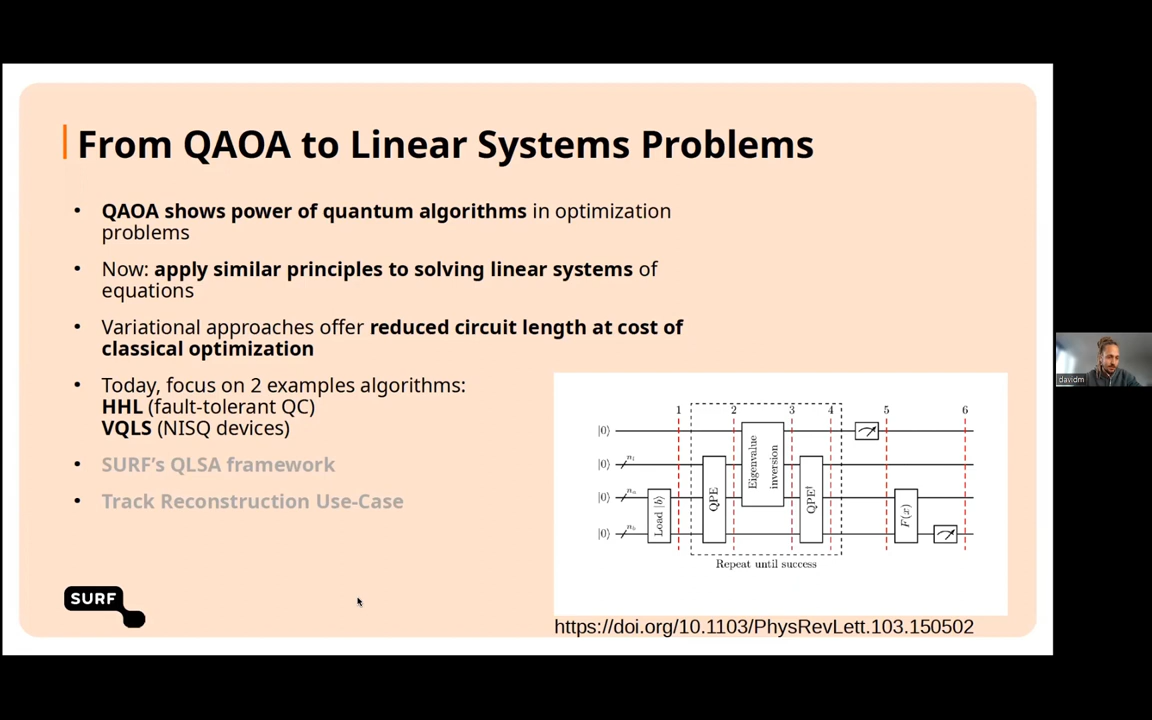 From QAOA to Linear Systems Problems
• QAOA shows power of quantum algorithms in optimization
problems
• Now: apply similar principles to solving linear systems of
equations
• Variational approaches offer reduced circuit length at cost of
classical optimization
• Today, focus on 2 examples algorithms:
HHL (fault-tolerant QC)
VQLS (NISQ devices)
• SURF's QLSA framework
• Track Reconstruction Use-Case
1 2 3 4 5 6
|0⟩
|0⟩ n_l
|0⟩ n_a
|0⟩ n_b
Load |b⟩
QPE
Eigenvalue
inversion
QPE†
F(x)
Repeat until success
https://doi.org/10.1103/PhysRevLett.103.150502
SURF
davidm